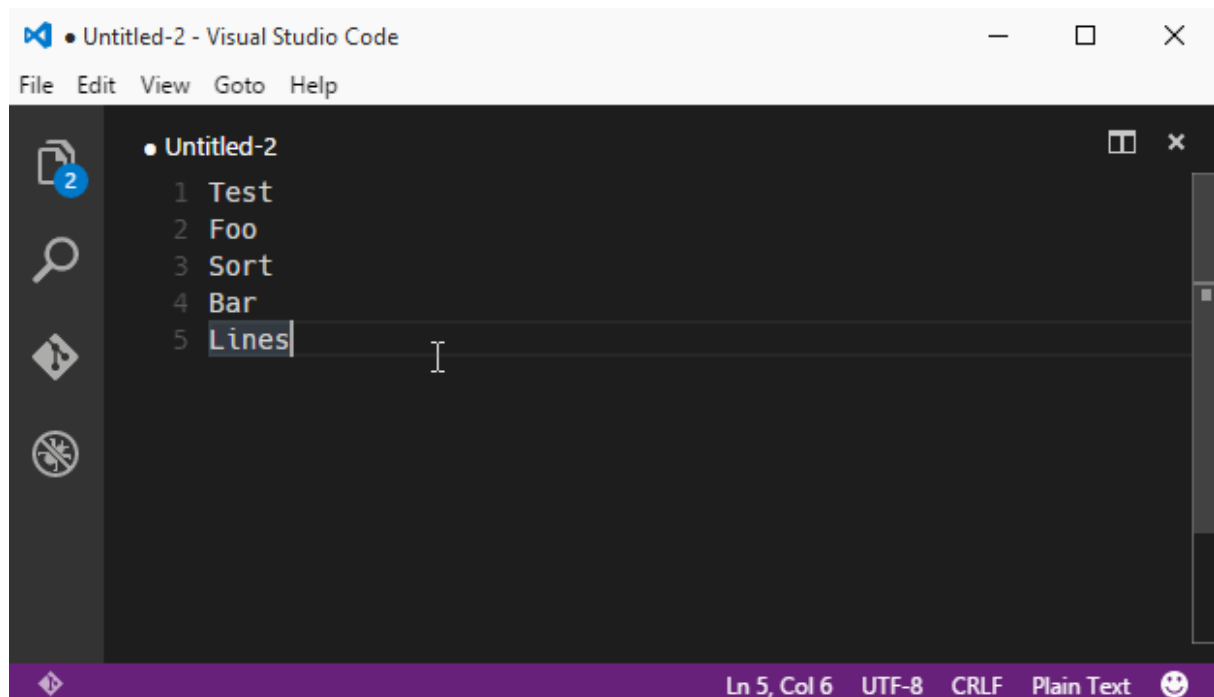 ● Untitled-2 - Visual Studio Code
File Edit View Goto Help
2
● Untitled-2
1 Test
2 Foo
3 Sort
4 Bar
5 Lines
Ln 5, Col 6 UTF-8 CRLF Plain Text